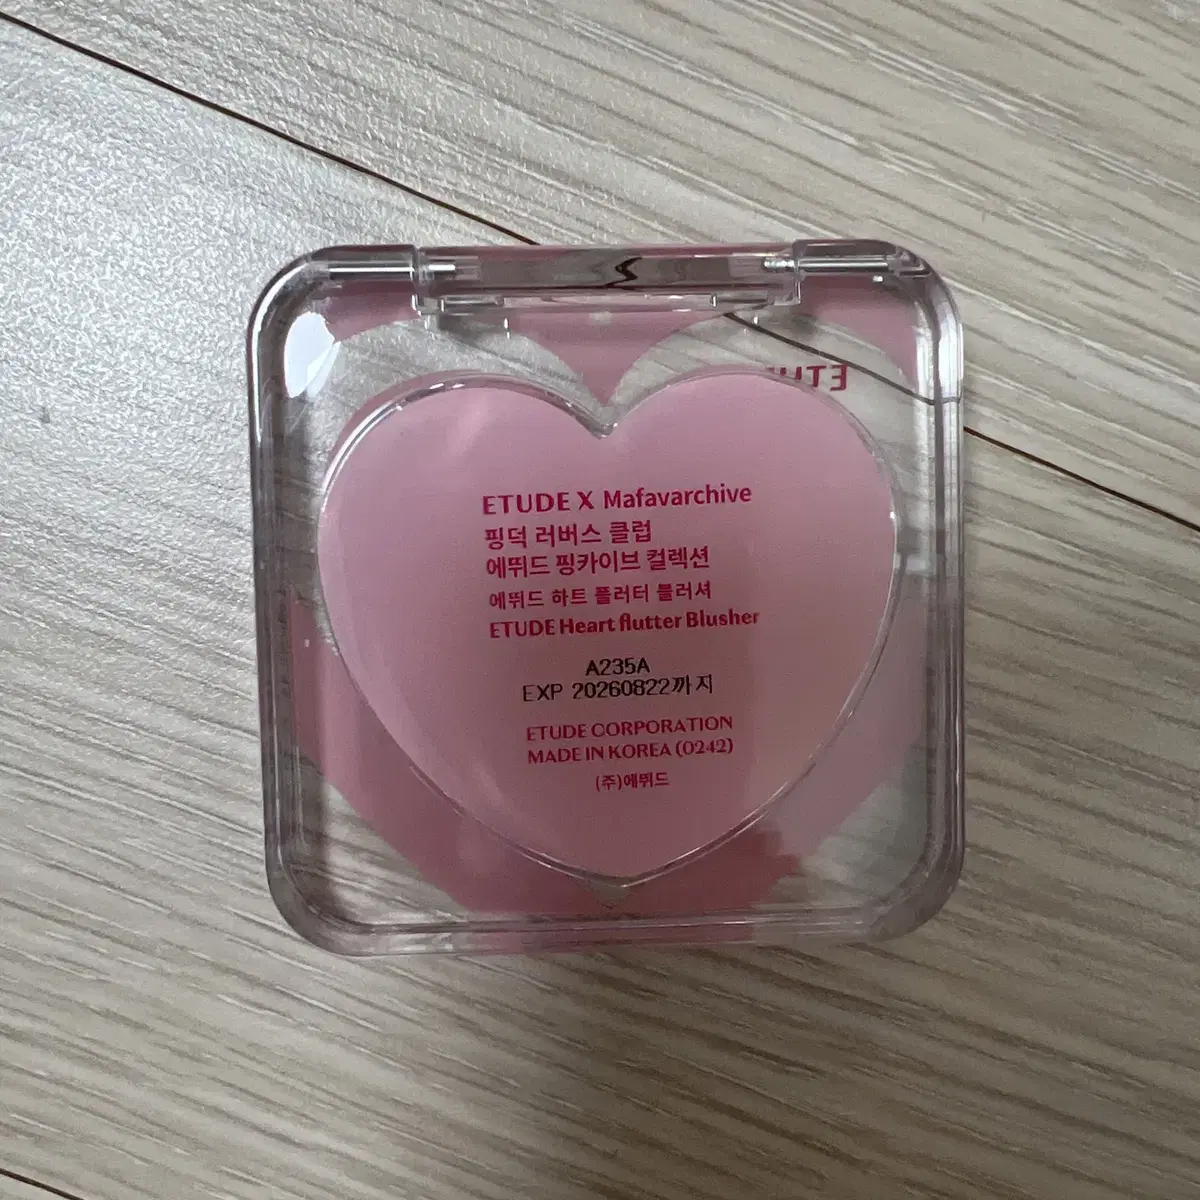 ETUDE X Mafavarchive
핑덕 러버스 클럽
에뛰드 핑카이브 컬렉션
에뛰드 하트 플러터 블러셔
ETUDE Heart flutter Blusher
A235A
EXP 20260822까지
ETUDE CORPORATION
MADE IN KOREA (0242)
(주)에뛰드